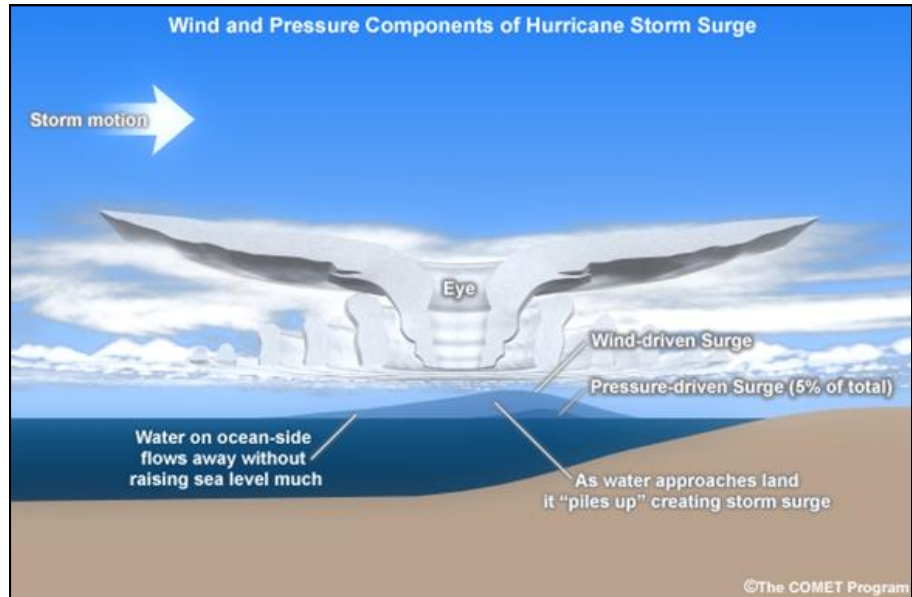 Wind and Pressure Components of Hurricane Storm Surge
Storm motion
Eye
Wind-driven Surge
Pressure-driven Surge (5% of total)
Water on ocean-side
flows away without
raising sea level much
As water approaches land
it “piles up” creating storm surge
©The COMET Program